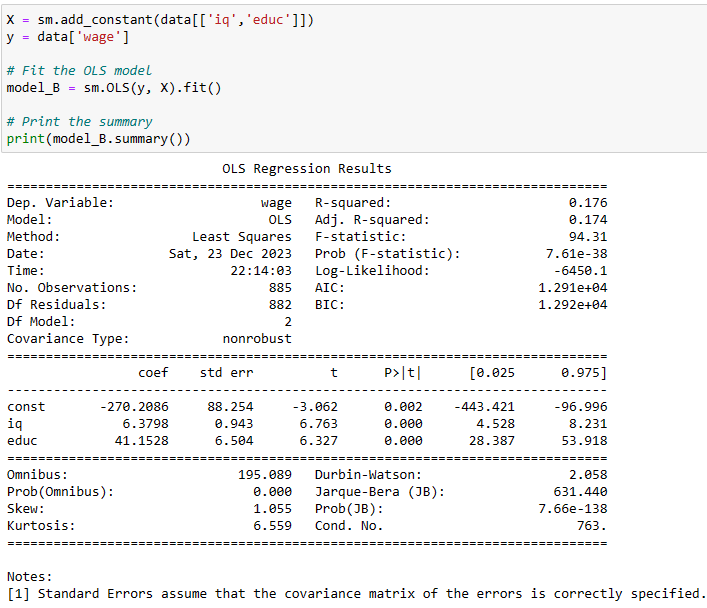 X = sm.add_constant(data[['iq','educ']])
y = data['wage']
# Fit the OLS model
model_B = sm.OLS(y, X).fit()
# Print the summary
print(model_B.summary())
OLS Regression Results
==============================================================================
Dep. Variable: wage R-squared: 0.176
Model: OLS Adj. R-squared: 0.174
Method: Least Squares F-statistic: 94.31
Date: Sat, 23 Dec 2023 Prob (F-statistic): 7.61e-38
Time: 22:14:03 Log-Likelihood: -6450.1
No. Observations: 885 AIC: 1.291e+04
Df Residuals: 882 BIC: 1.292e+04
Df Model: 2
Covariance Type: nonrobust
==============================================================================
coef std err t P>|t| [0.025 0.975]
------------------------------------------------------------------------------
const -270.2086 88.254 -3.062 0.002 -443.421 -96.996
iq 6.3798 0.943 6.763 0.000 4.528 8.231
educ 41.1528 6.504 6.327 0.000 28.387 53.918
==============================================================================
Omnibus: 195.089 Durbin-Watson: 2.058
Prob(Omnibus): 0.000 Jarque-Bera (JB): 631.440
Skew: 1.055 Prob(JB): 7.66e-138
Kurtosis: 6.559 Cond. No. 763.
==============================================================================
Notes:
[1] Standard Errors assume that the covariance matrix of the errors is correctly specified.